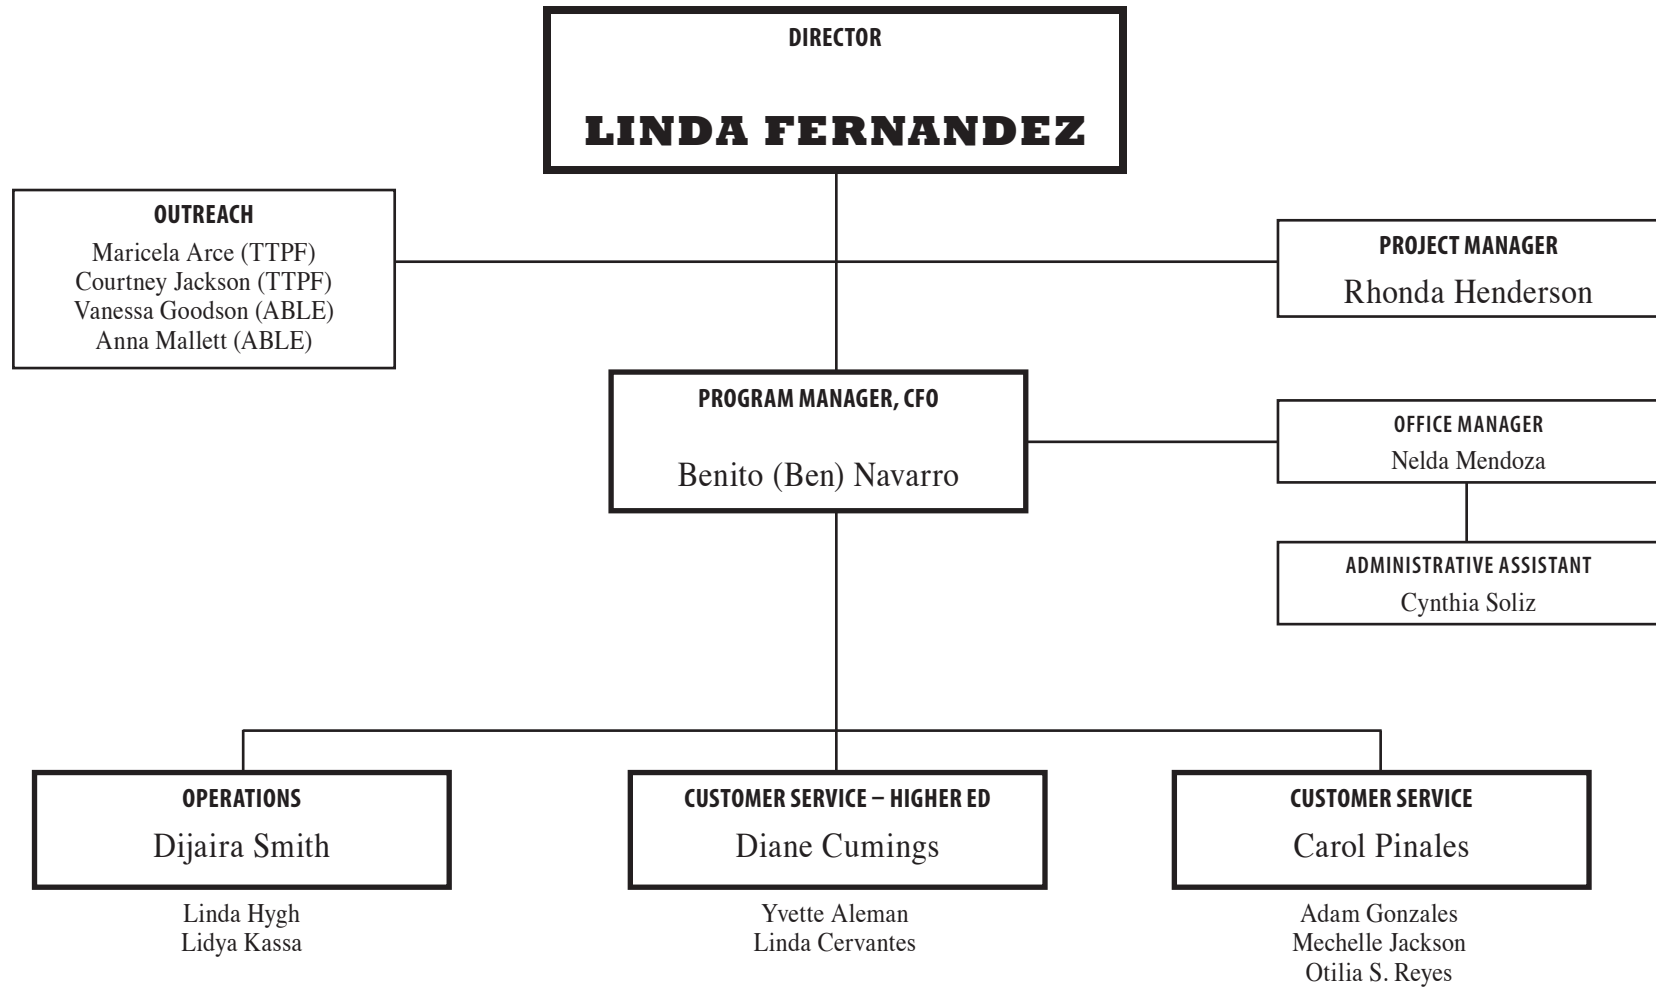 DIRECTOR
LINDA FERNANDEZ
OUTREACH
Maricela Arce (TTPF)
Courtney Jackson (TTPF)
Vanessa Goodson (ABLE)
Anna Mallett (ABLE)
PROJECT MANAGER
Rhonda Henderson
PROGRAM MANAGER, CFO
Benito (Ben) Navarro
OFFICE MANAGER
Nelda Mendoza
ADMINISTRATIVE ASSISTANT
Cynthia Soliz
OPERATIONS
Dijaira Smith
Linda Hygh
Lidya Kassa
CUSTOMER SERVICE – HIGHER ED
Diane Cumings
Yvette Aleman
Linda Cervantes
CUSTOMER SERVICE
Carol Pinales
Adam Gonzales
Mechelle Jackson
Otilia S. Reyes